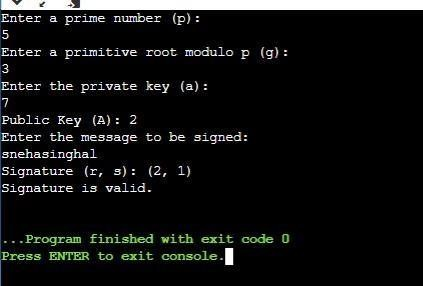 Enter a prime number (p):
5
Enter a primitive root modulo p (g):
3
Enter the private key (a):
7
Public Key (A): 2
Enter the message to be signed:
snehasinghal
Signature (r, s): (2, 1)
Signature is valid.
...Program finished with exit code 0
Press ENTER to exit console.